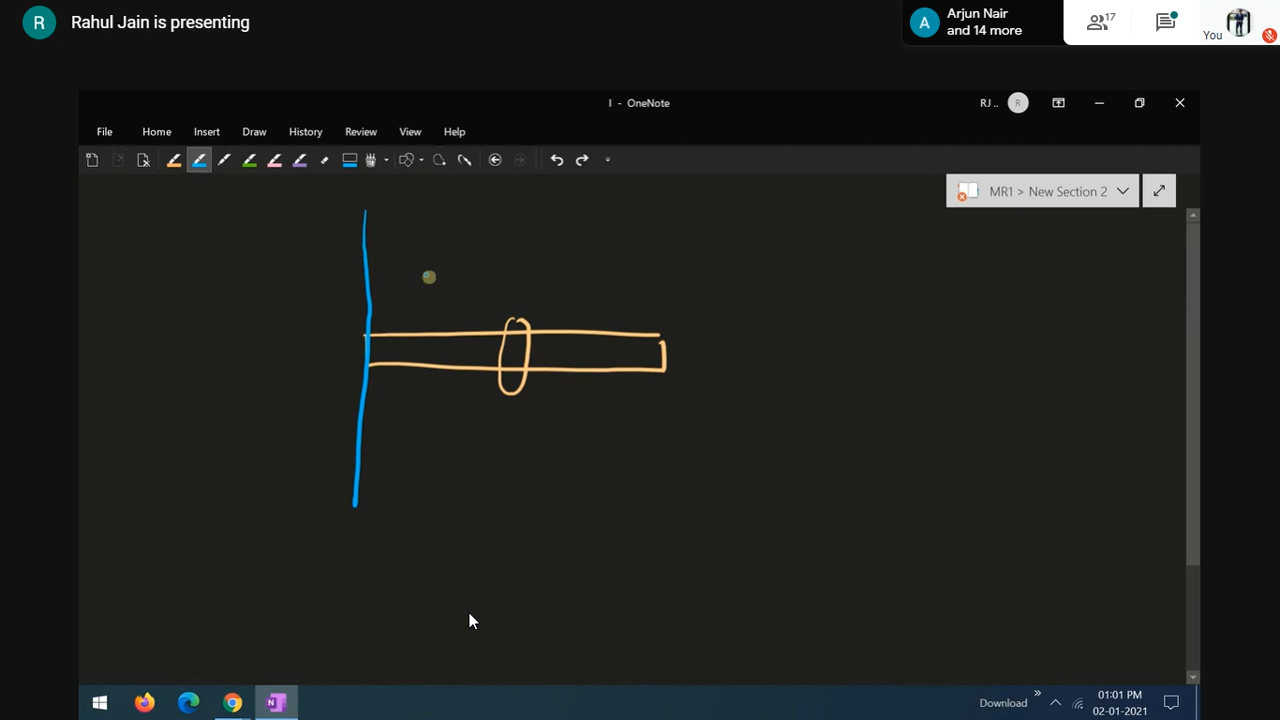 R Rahul Jain is presenting
A Arjun Nair
and 14 more
17
You
I - OneNote
RJ ..
R
File Home Insert Draw History Review View Help
MR1 > New Section 2
N
Download
01:01 PM
02-01-2021